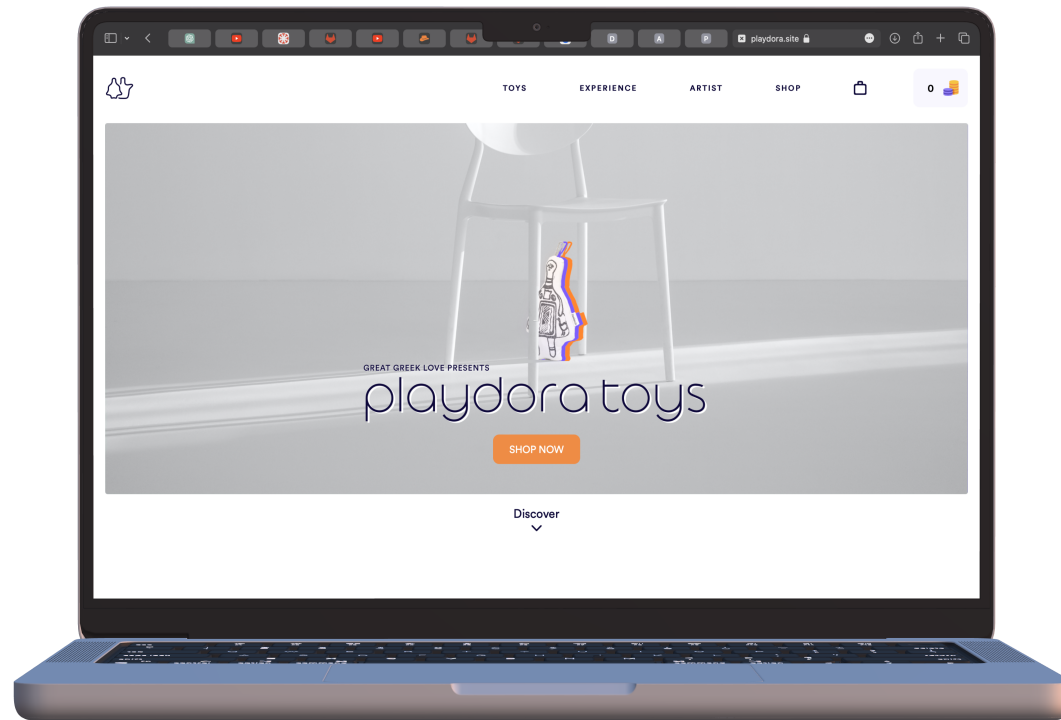 D
A
P
playdora.site
TOYS
EXPERIENCE
ARTIST
SHOP
0
GREAT GREEK LOVE PRESENTS
playdora toys
SHOP NOW
Discover